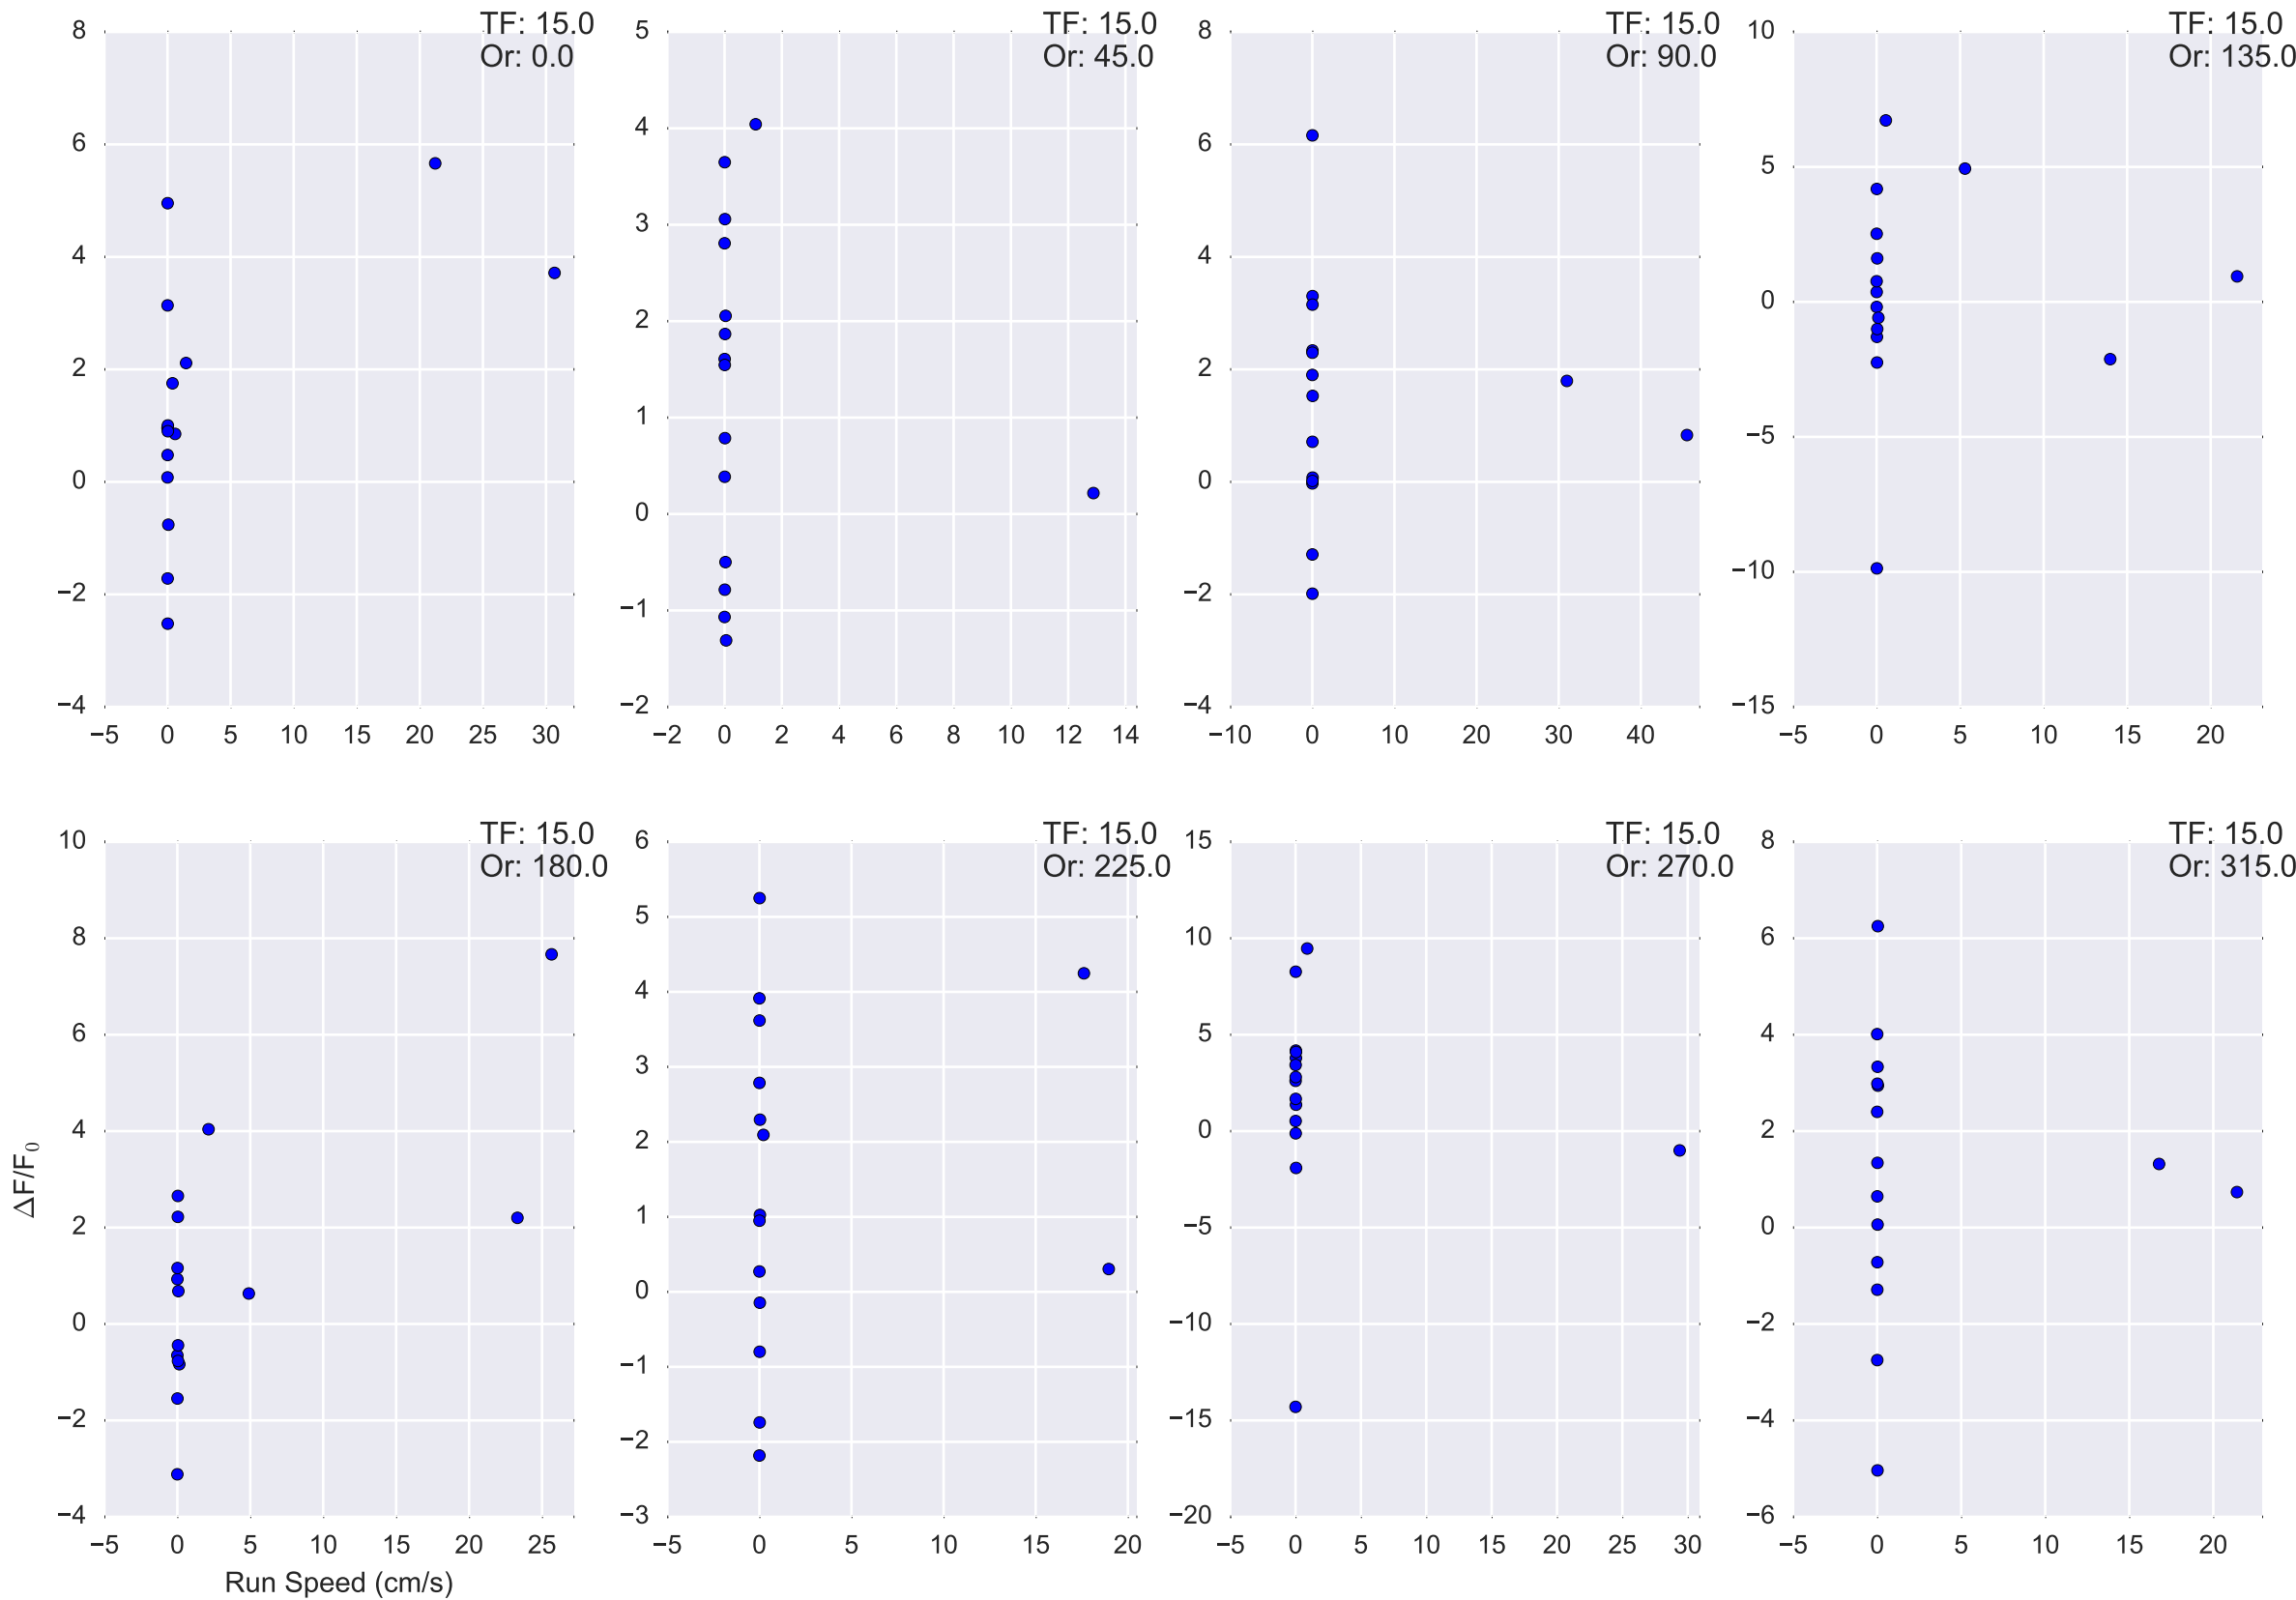 TF: 15.0
Or: 0.0
8
6
4
2
0
−2
−4
−5 0 5 10 15 20 25 30
TF: 15.0
Or: 45.0
5
4
3
2
1
0
−1
−2
−2 0 2 4 6 8 10 12 14
TF: 15.0
Or: 90.0
8
6
4
2
0
−2
−4
−10 0 10 20 30 40
TF: 15.0
Or: 135.0
10
5
0
−5
−10
−15
−5 0 5 10 15 20
TF: 15.0
Or: 180.0
10
8
6
4
2
0
−2
−4
−5 0 5 10 15 20 25
ΔF/F₀
Run Speed (cm/s)
TF: 15.0
Or: 225.0
6
5
4
3
2
1
0
−1
−2
−3
−5 0 5 10 15 20
TF: 15.0
Or: 270.0
15
10
5
0
−5
−10
−15
−20
−5 0 5 10 15 20 25 30
TF: 15.0
Or: 315.0
8
6
4
2
0
−2
−4
−6
−5 0 5 10 15 20